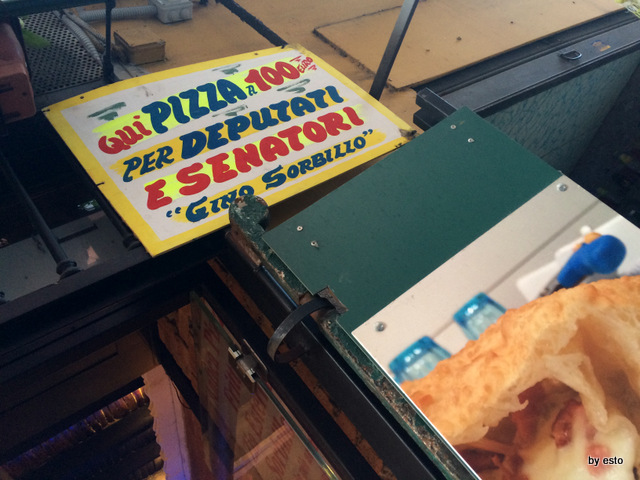 QUI PIZZA A 100 EURO
PER DEPUTATI
E SENATORI
"GINO SORBILLO"
by esto